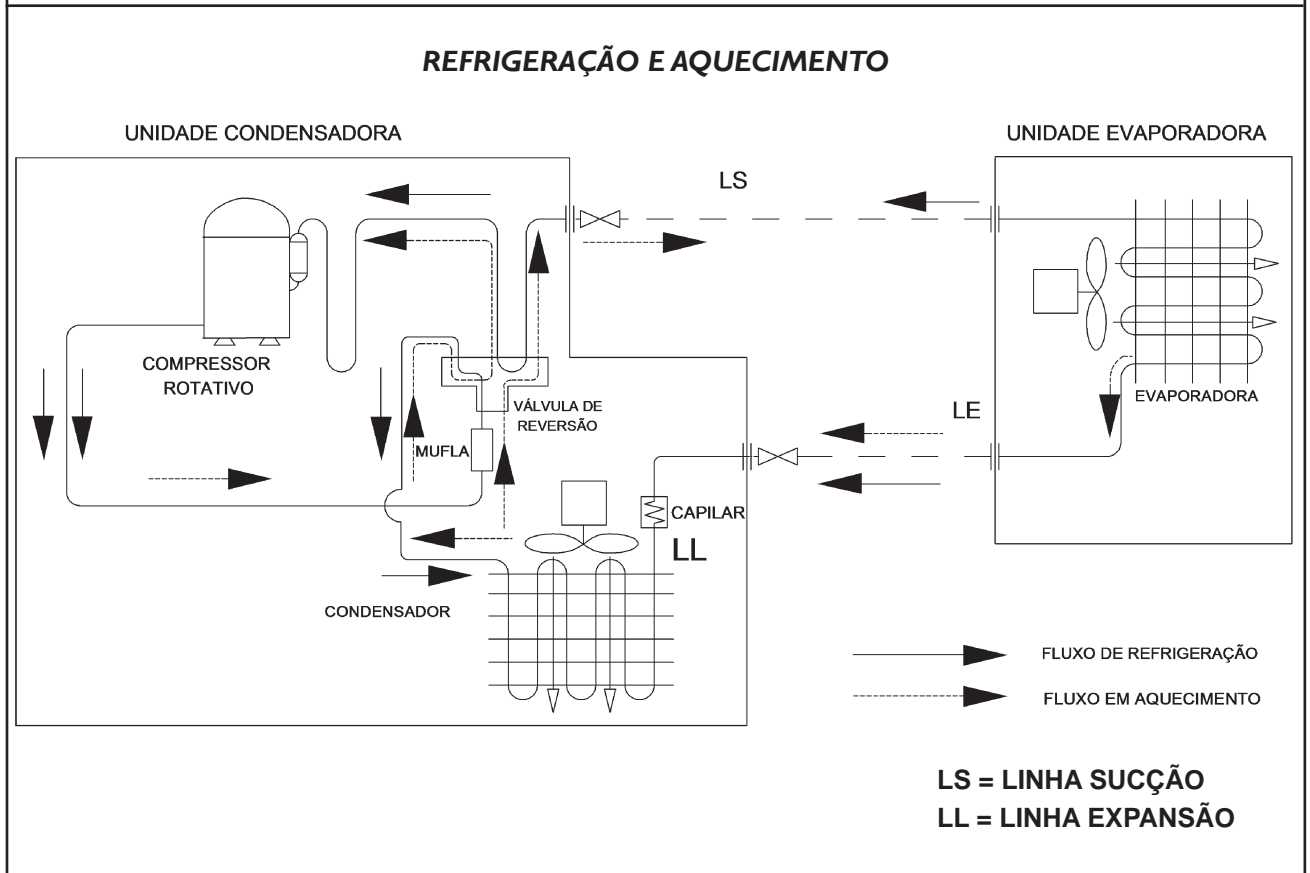 REFRIGERAÇÃO E AQUECIMENTO
UNIDADE CONDENSADORA
UNIDADE EVAPORADORA
LS
COMPRESSOR
ROTATIVO
VÁLVULA DE
REVERSÃO
EVAPORADORA
LE
MUFLA
CAPILAR
LL
CONDENSADOR
FLUXO DE REFRIGERAÇÃO
FLUXO EM AQUECIMENTO
LS = LINHA SUCÇÃO
LL = LINHA EXPANSÃO